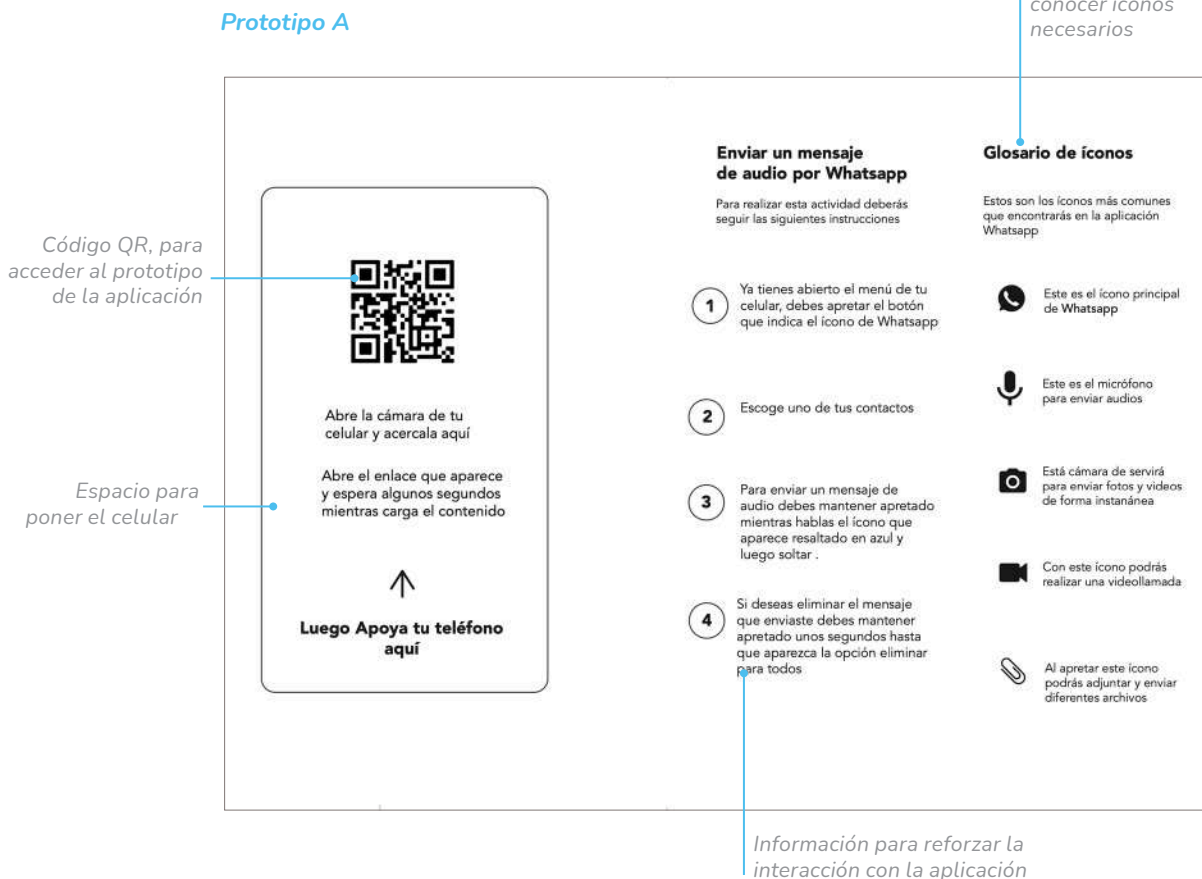 Prototipo A
conocer íconos
necesarios
Código QR, para
acceder al prototipo
de la aplicación
Espacio para
poner el celular
Abre la cámara de tu
celular y acercala aquí
Abre el enlace que aparece
y espera algunos segundos
mientras carga el contenido
Luego Apoya tu teléfono
aquí
Enviar un mensaje
de audio por Whatsapp
Para realizar esta actividad deberás
seguir las siguientes instrucciones
1
Ya tienes abierto el menú de tu
celular, debes apretar el botón
que indica el ícono de Whatsapp
2
Escoge uno de tus contactos
3
Para enviar un mensaje de
audio debes mantener apretado
mientras hablas el ícono que
aparece resaltado en azul y
luego soltar .
4
Si deseas eliminar el mensaje
que enviaste debes mantener
apretado unos segundos hasta
que aparezca la opción eliminar
para todos
Glosario de íconos
Estos son los íconos más comunes
que encontrarás en la aplicación
Whatsapp
Este es el ícono principal
de Whatsapp
Este es el micrófono
para enviar audios
Está cámara de servirá
para enviar fotos y videos
de forma instanánea
Con este ícono podrás
realizar una videollamada
Al apretar este ícono
podrás adjuntar y enviar
diferentes archivos
Información para reforzar la
interacción con la aplicación